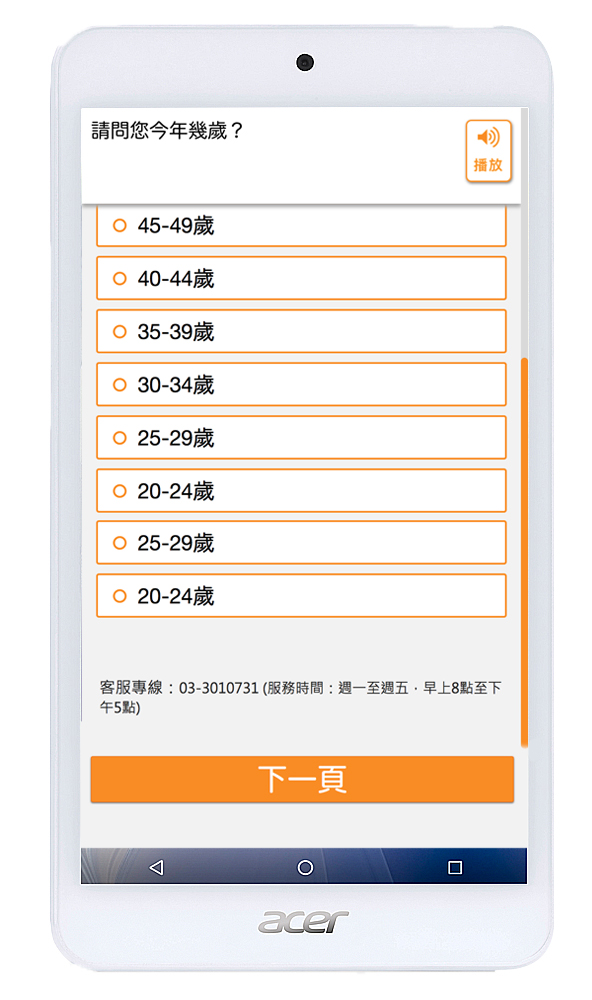 請問您今年幾歲？
播放
45-49歲
40-44歲
35-39歲
30-34歲
25-29歲
20-24歲
25-29歲
20-24歲
客服專線：03-3010731 (服務時間：週一至週五，早上8點至下
午5點)
下一頁
acer